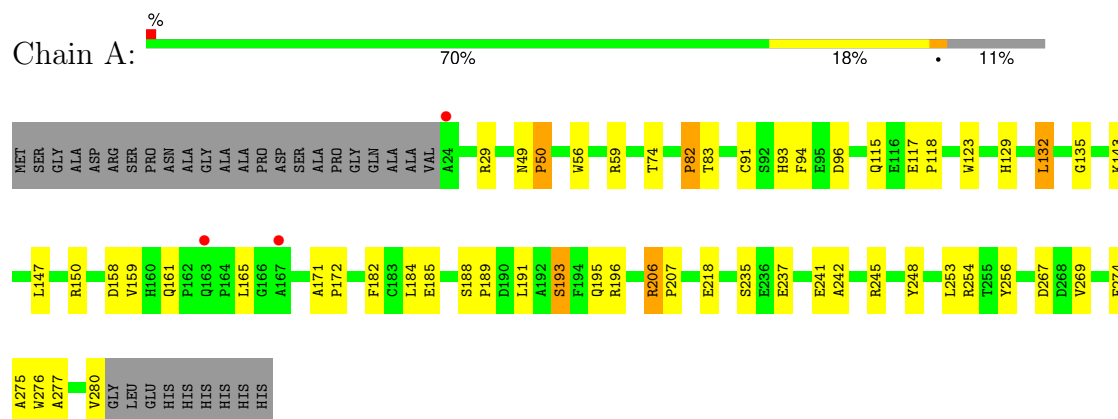 %
Chain A:
70% 18% • 11%
MET SER GLY ALA ASP ARG SER PRO ASN ALA GLY ALA ALA PRO ASP SER ALA PRO GLY GLN ALA ALA VAL A24 R29 N49 P50 W56 R59 T74 P82 T83 C91 S92 H93 F94 E95 D96 Q115 E116 E117 P118 W123 H129 L132 G135 K143
L147 R150 D158 V159 H160 Q161 P162 Q163 P164 L165 G166 A167 A171 P172 F182 C183 L184 E185 S188 P189 D190 L191 A192 S193 F194 Q195 R196 R206 P207 E218 S235 E236 E237 E241 A242 R245 Y248 L253 R254 T255 Y256 D267 D268 V269
A275 W276 A277 V280 GLY LEU GLU HIS HIS HIS HIS HIS HIS